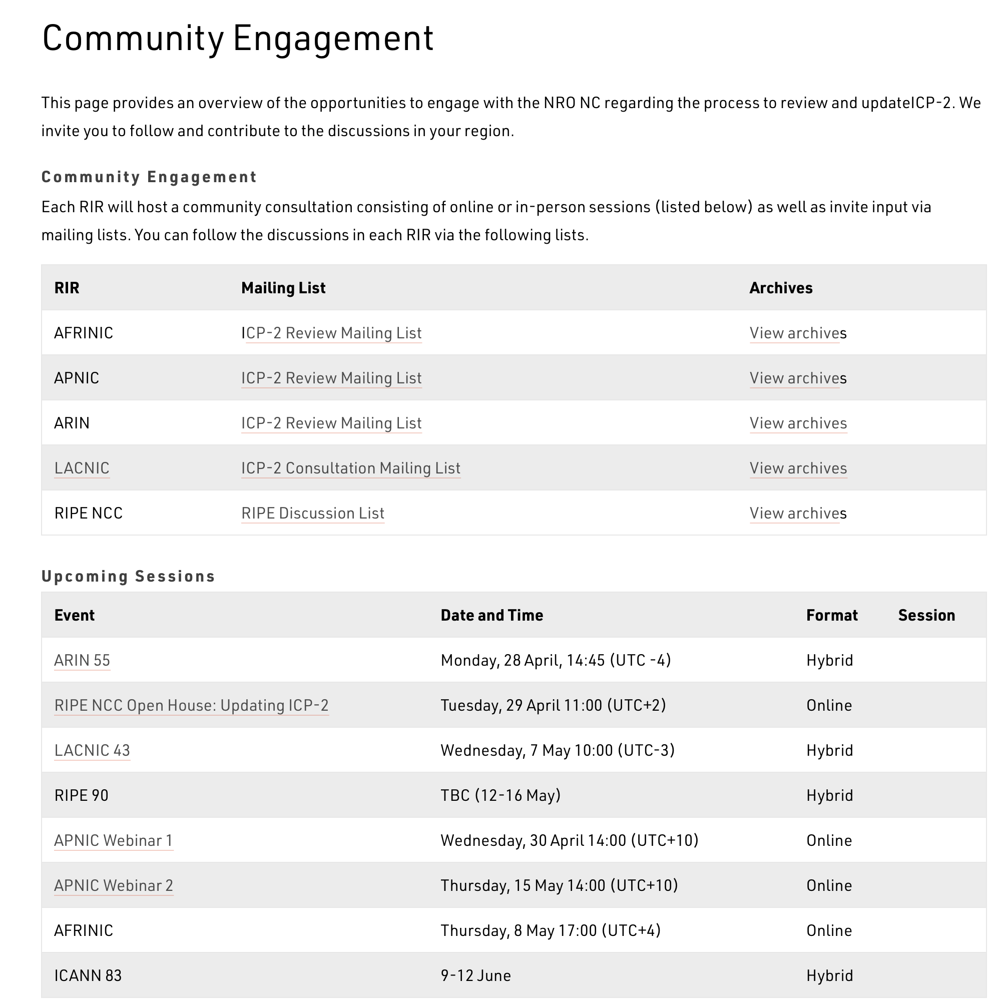 Community Engagement
This page provides an overview of the opportunities to engage with the NRO NC regarding the process to review and updateICP-2. We
invite you to follow and contribute to the discussions in your region.
Community Engagement
Each RIR will host a community consultation consisting of online or in-person sessions (listed below) as well as invite input via
mailing lists. You can follow the discussions in each RIR via the following lists.
RIR Mailing List Archives
AFRINIC ICP-2 Review Mailing List View archives
APNIC ICP-2 Review Mailing List View archives
ARIN ICP-2 Review Mailing List View archives
LACNIC ICP-2 Consultation Mailing List View archives
RIPE NCC RIPE Discussion List View archives
Upcoming Sessions
Event Date and Time Format Session
ARIN 55 Monday, 28 April, 14:45 (UTC -4) Hybrid
RIPE NCC Open House: Updating ICP-2 Tuesday, 29 April 11:00 (UTC+2) Online
LACNIC 43 Wednesday, 7 May 10:00 (UTC-3) Hybrid
RIPE 90 TBC (12-16 May) Hybrid
APNIC Webinar 1 Wednesday, 30 April 14:00 (UTC+10) Online
APNIC Webinar 2 Thursday, 15 May 14:00 (UTC+10) Online
AFRINIC Thursday, 8 May 17:00 (UTC+4) Online
ICANN 83 9-12 June Hybrid